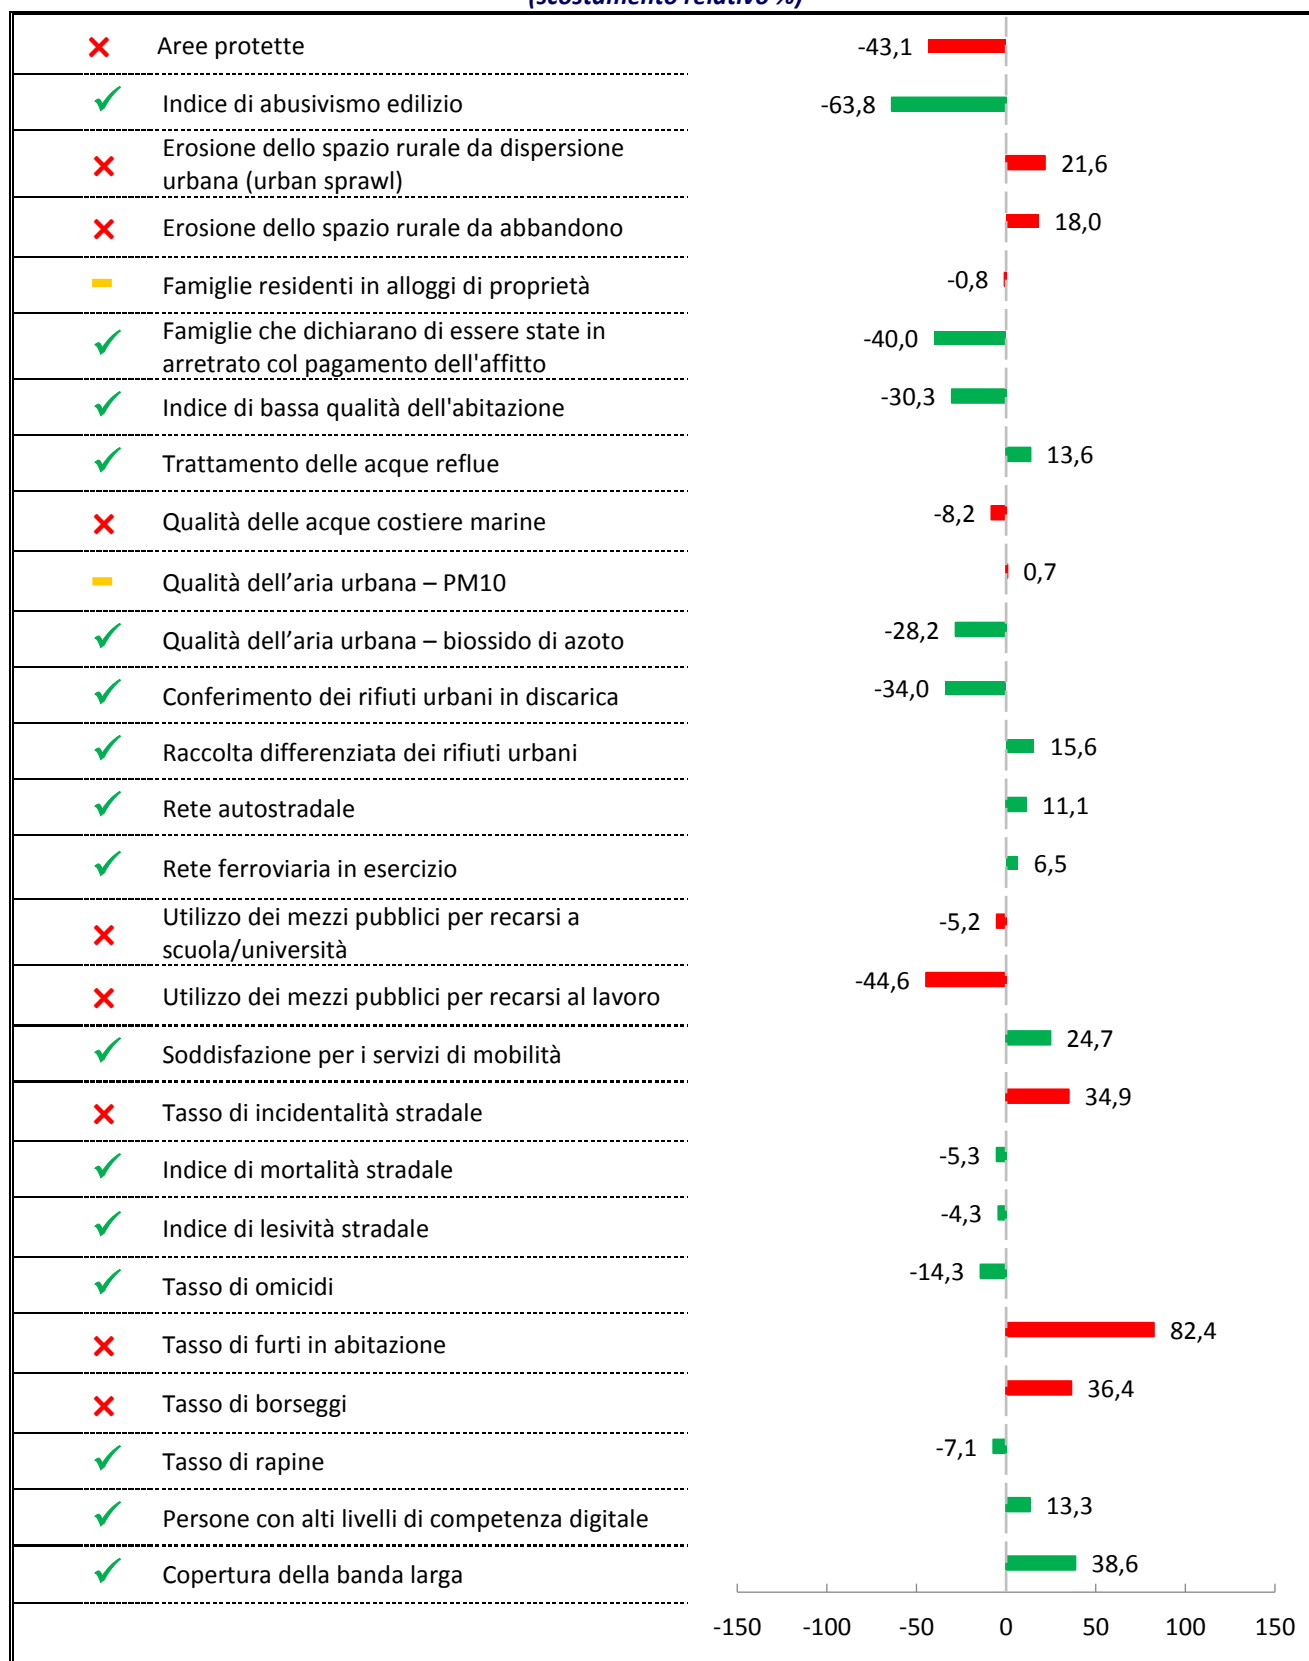 (scostamento relativo %)
Aree protette
-43,1
Indice di abusivismo edilizio
-63,8
Erosione dello spazio rurale da dispersione
urbana (urban sprawl)
21,6
Erosione dello spazio rurale da abbandono
18,0
Famiglie residenti in alloggi di proprietà
-0,8
Famiglie che dichiarano di essere state in
arretrato col pagamento dell'affitto
-40,0
Indice di bassa qualità dell'abitazione
-30,3
Trattamento delle acque reflue
13,6
Qualità delle acque costiere marine
-8,2
Qualità dell’aria urbana – PM10
0,7
Qualità dell’aria urbana – biossido di azoto
-28,2
Conferimento dei rifiuti urbani in discarica
-34,0
Raccolta differenziata dei rifiuti urbani
15,6
Rete autostradale
11,1
Rete ferroviaria in esercizio
6,5
Utilizzo dei mezzi pubblici per recarsi a
scuola/università
-5,2
Utilizzo dei mezzi pubblici per recarsi al lavoro
-44,6
Soddisfazione per i servizi di mobilità
24,7
Tasso di incidentalità stradale
34,9
Indice di mortalità stradale
-5,3
Indice di lesività stradale
-4,3
Tasso di omicidi
-14,3
Tasso di furti in abitazione
82,4
Tasso di borseggi
36,4
Tasso di rapine
-7,1
Persone con alti livelli di competenza digitale
13,3
Copertura della banda larga
38,6
-150 -100 -50 0 50 100 150